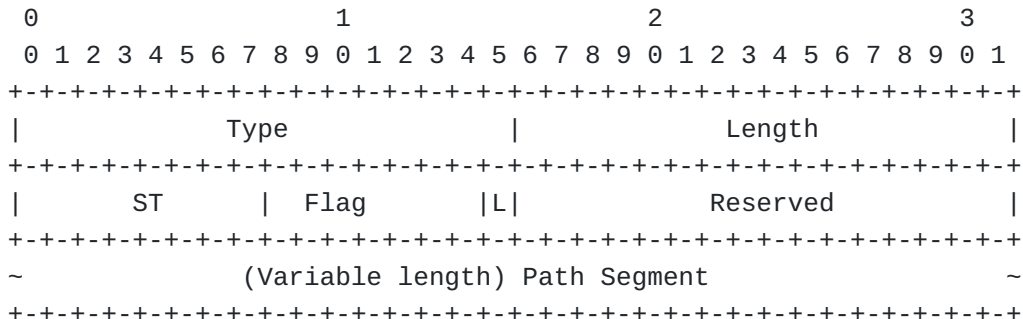 0                   1                   2                   3
 0 1 2 3 4 5 6 7 8 9 0 1 2 3 4 5 6 7 8 9 0 1 2 3 4 5 6 7 8 9 0 1
+-+-+-+-+-+-+-+-+-+-+-+-+-+-+-+-+-+-+-+-+-+-+-+-+-+-+-+-+-+-+-+-+
|             Type              |             Length            |
+-+-+-+-+-+-+-+-+-+-+-+-+-+-+-+-+-+-+-+-+-+-+-+-+-+-+-+-+-+-+-+-+
|       ST      |  Flag       |L|            Reserved           |
+-+-+-+-+-+-+-+-+-+-+-+-+-+-+-+-+-+-+-+-+-+-+-+-+-+-+-+-+-+-+-+-+
~              (Variable length) Path Segment                   ~
+-+-+-+-+-+-+-+-+-+-+-+-+-+-+-+-+-+-+-+-+-+-+-+-+-+-+-+-+-+-+-+-+